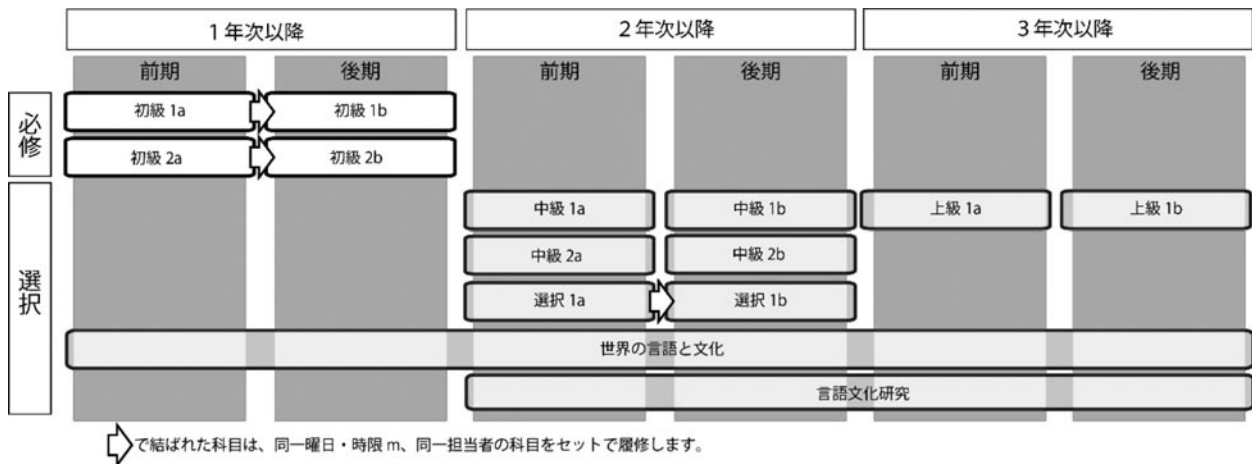 1年次以降 2年次以降 3年次以降
前期 後期 前期 後期 前期 後期
必修
初級 1a 初級 1b
初級 2a 初級 2b
選択
中級 1a 中級 1b 上級 1a 上級 1b
中級 2a 中級 2b
選択 1a 選択 1b
世界の言語と文化
言語文化研究
で結ばれた科目は、同一曜日・時限 m、同一担当者の科目をセットで履修します。